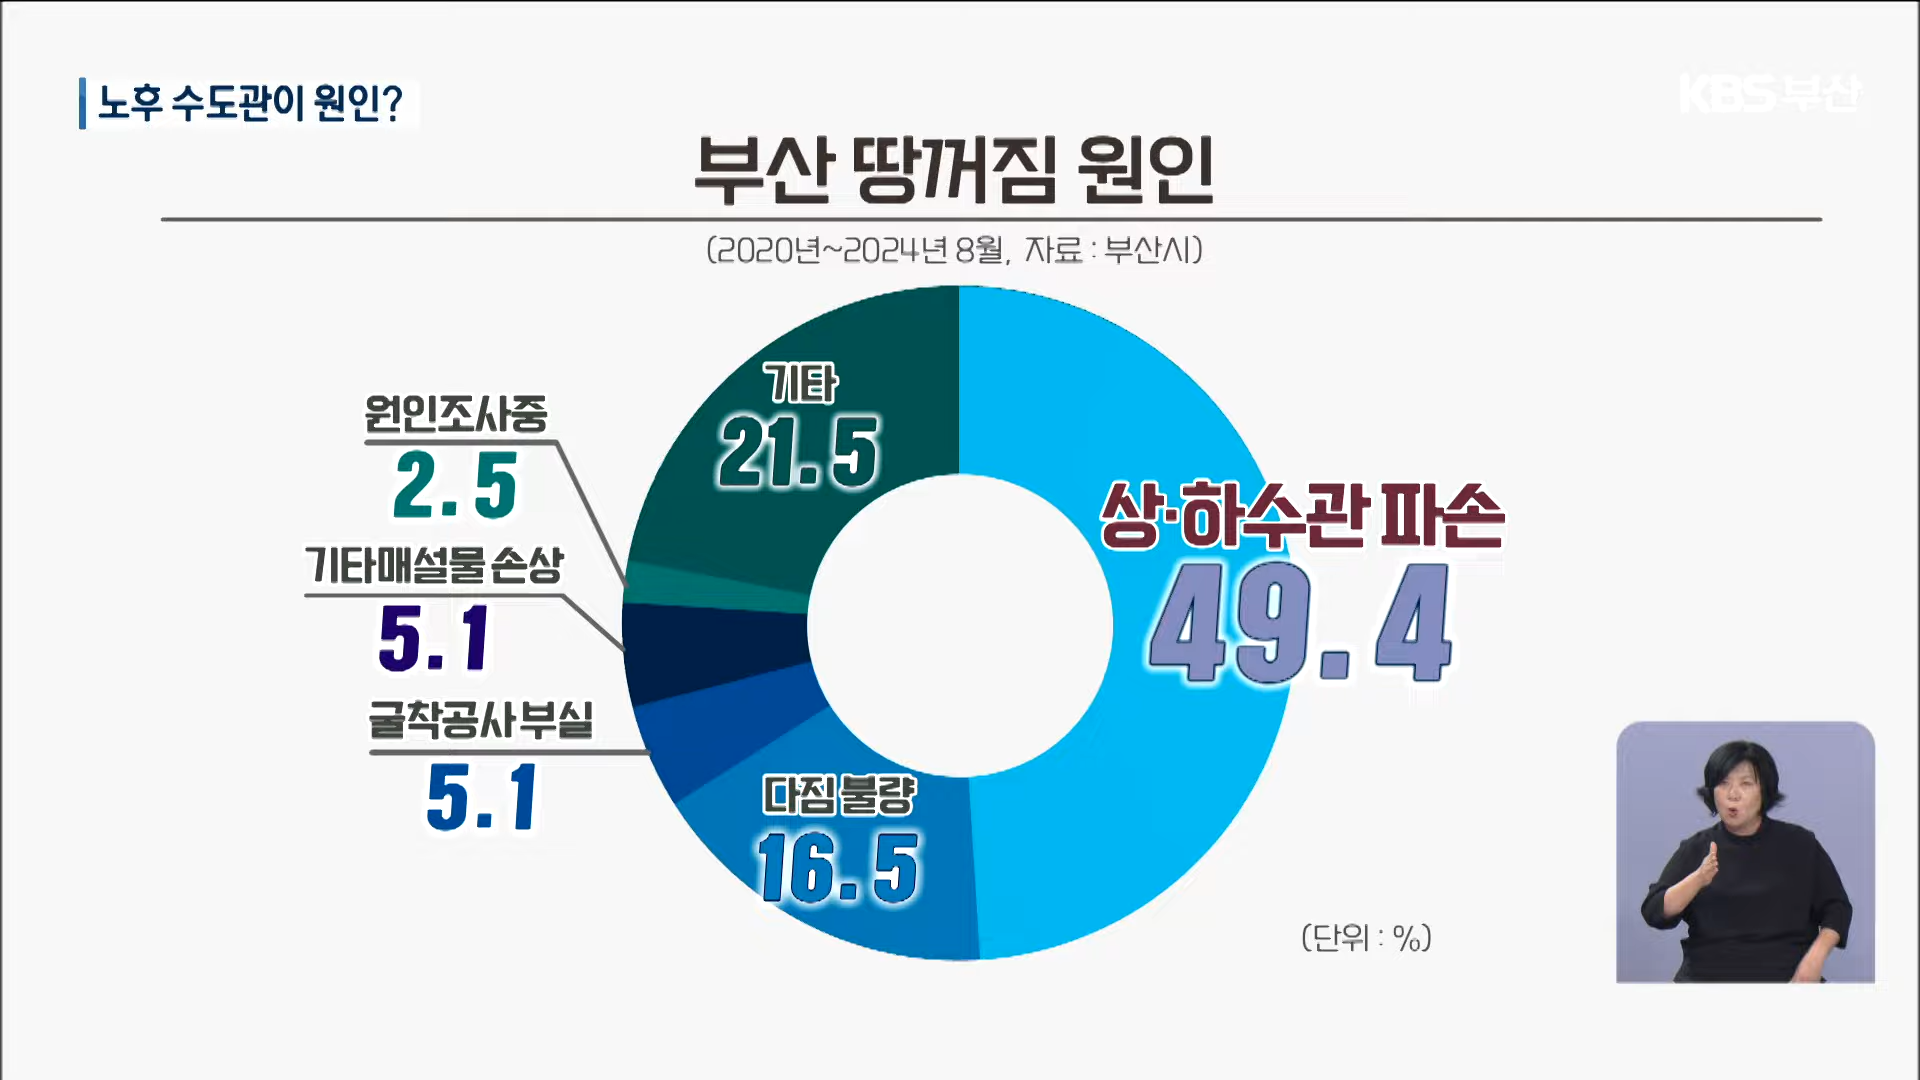 노후 수도관이 원인?
KBS 부산
부산 땅꺼짐 원인
(2020년~2024년 8월, 자료 : 부산시)
기타
21.5
원인조사중
2.5
상·하수관 파손
49.4
기타매설물 손상
5.1
굴착공사 부실
5.1
다짐 불량
16.5
(단위 : %)